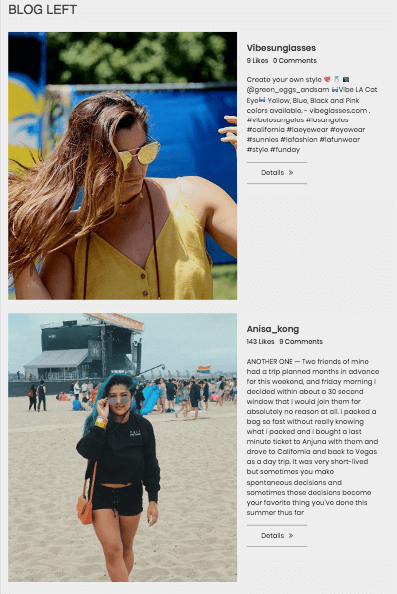 BLOG LEFT
Vibesunglasses
9 Likes 0 Comments
Create your own style
@green_eggs_andsam 👓Vibe LA Cat
Eye👓 Yellow, Blue, Black and Pink
colors available. - vibeglasses.com .
#vibelosangeles #losangeles
#california #laeyewear #eyewear
#sunnies #lafashion #lafunwear
#style #funday
Details »
Anisa_kong
143 Likes 9 Comments
ANOTHER ONE — Two friends of mine
had a trip planned months in advance
for this weekend, and friday morning I
decided within about a 30 second
window that I would join them for
absolutely no reason at all. i packed a
bag so fast without really knowing
what i packed and i bought a last
minute ticket to Anjuna with them and
drove to California and back to Vegas
as a day trip. It was very short-lived
but sometimes you make
spontaneous decisions and
sometimes those decisions become
your favorite thing you've done this
summer thus far
Details »